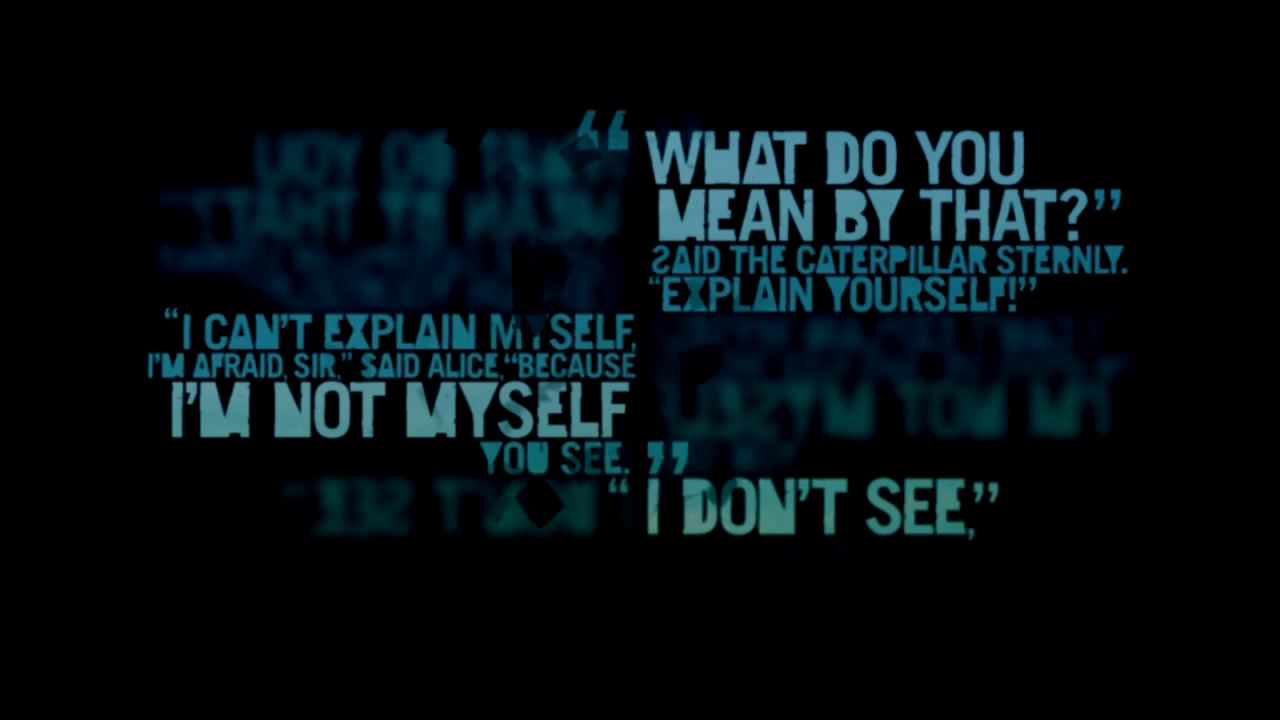 “WHAT DO YOU
MEAN BY THAT?”
SAID THE CATERPILLAR STERNLY.
“EXPLAIN YOURSELF!”
“I CAN’T EXPLAIN MYSELF,
I’M AFRAID, SIR,” SAID ALICE,“BECAUSE
I’M NOT MYSELF
YOU SEE.”
“I DON’T SEE,”